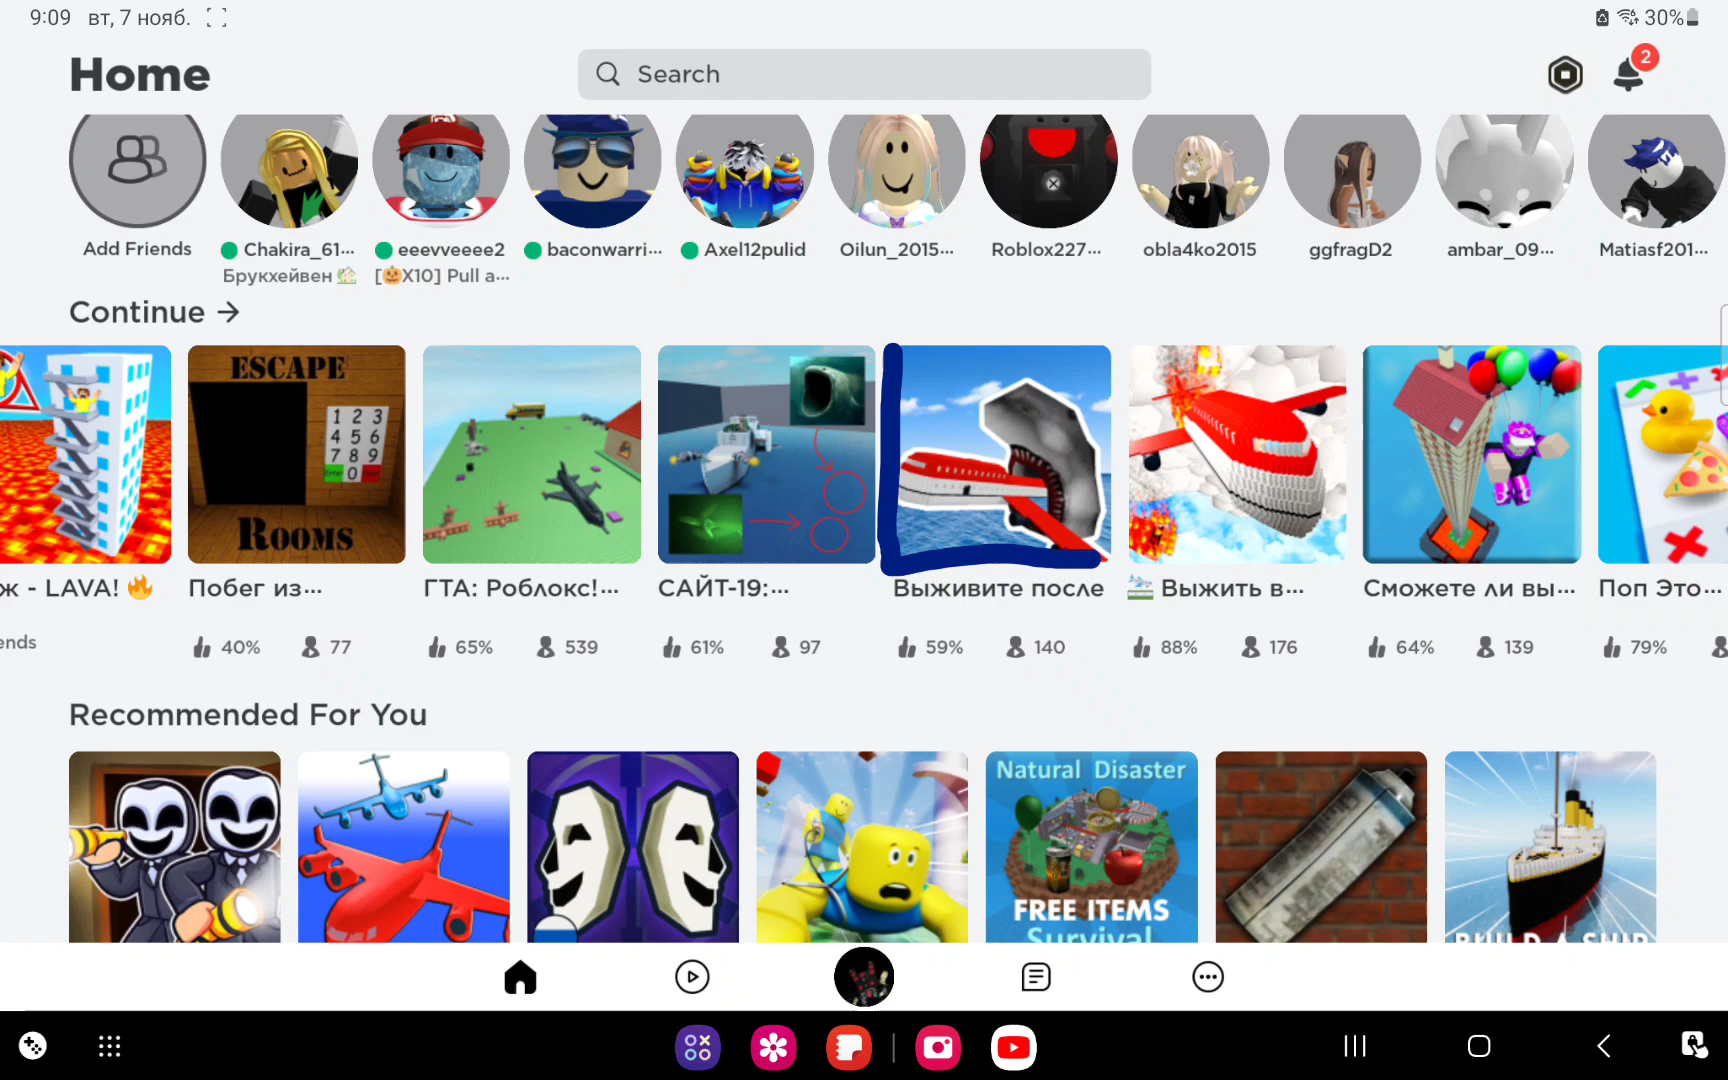 9:09 вт, 7 нояб. 30%
Home Search 2
Add Friends Chakira_61... eeevveeee2 baconwarri... Axel12pulid Oilun_2015... Roblox227... obla4ko2015 ggfragD2 ambar_09... Matiasf201...
Брукхейвен [🎃X10] Pull a...
Continue →
ESCAPE
1 2 3
4 5 6
7 8 9
0
ROOMS
ж - LAVA! 🔥 Побег из... ГТА: Роблокс!... САЙТ-19:... Выживите после Выжить в... Сможете ли вы... Поп Это...
ends 40% 77 65% 539 61% 97 59% 140 88% 176 64% 139 79%
Recommended For You
Natural Disaster
FREE ITEMS
Survival
BUILD A SHIP